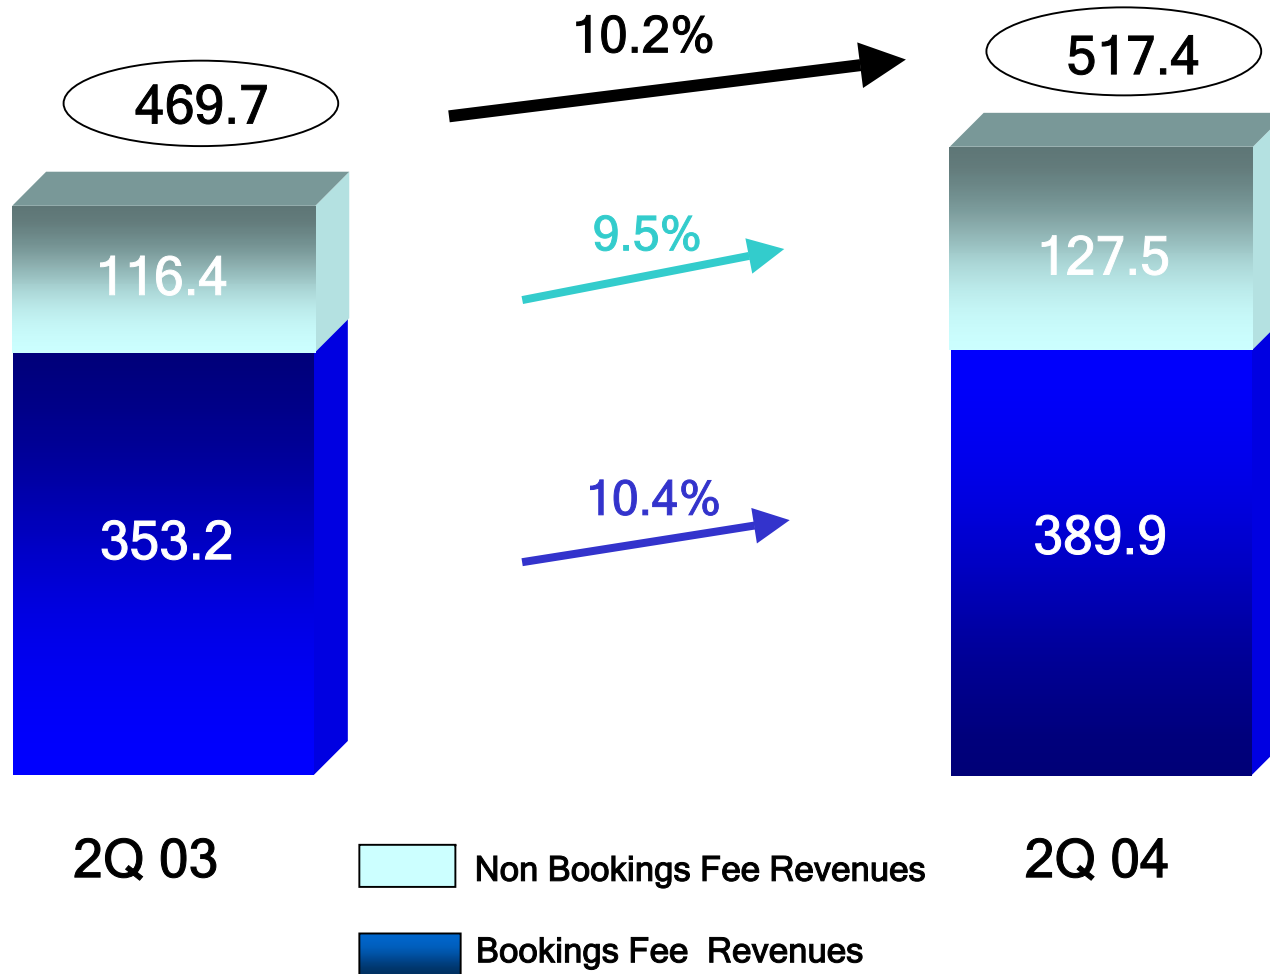 10.2%
517.4
469.7
9.5%
116.4
127.5
10.4%
353.2
389.9
2Q 03
2Q 04
Non Bookings Fee Revenues
Bookings Fee  Revenues